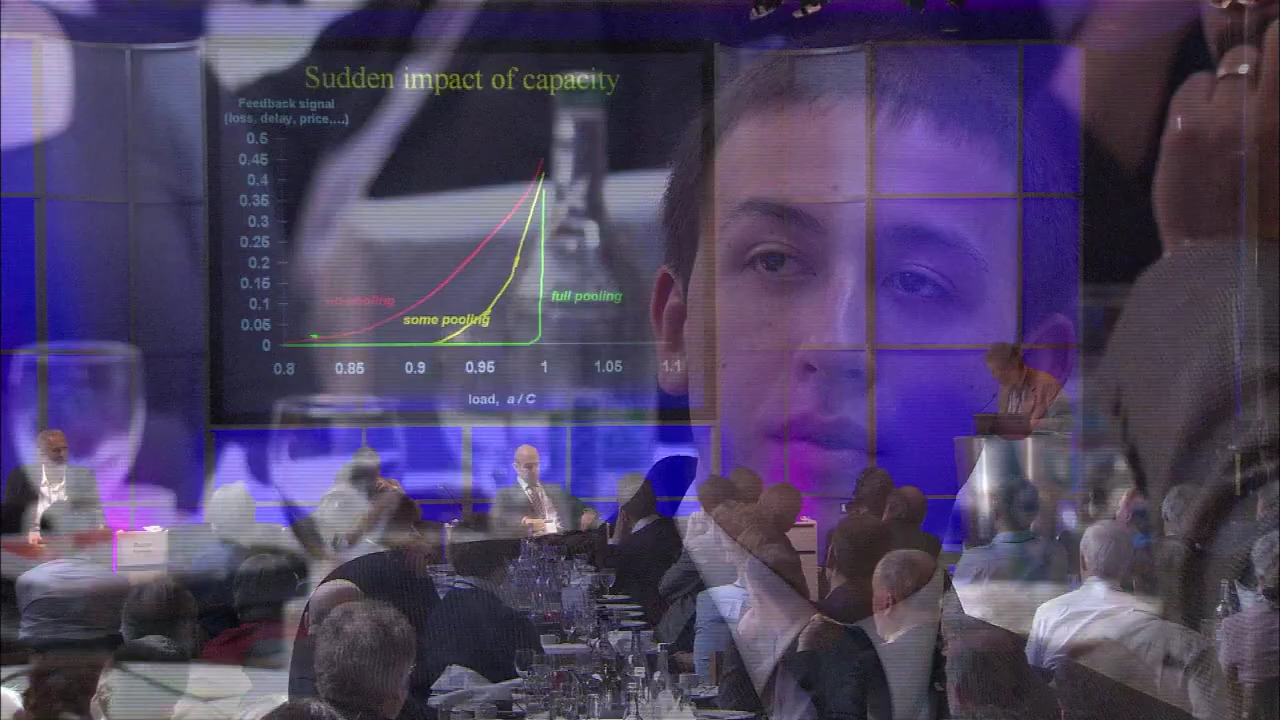 Sudden impact of capacity
Feedback signal
(loss, delay, price,...)
0.5
0.45
0.4
0.35
0.3
0.25
0.2
0.15
0.1
0.05
0
no pooling
some pooling
full pooling
0.8
0.85
0.9
0.95
1
1.05
1.1
load, a / C